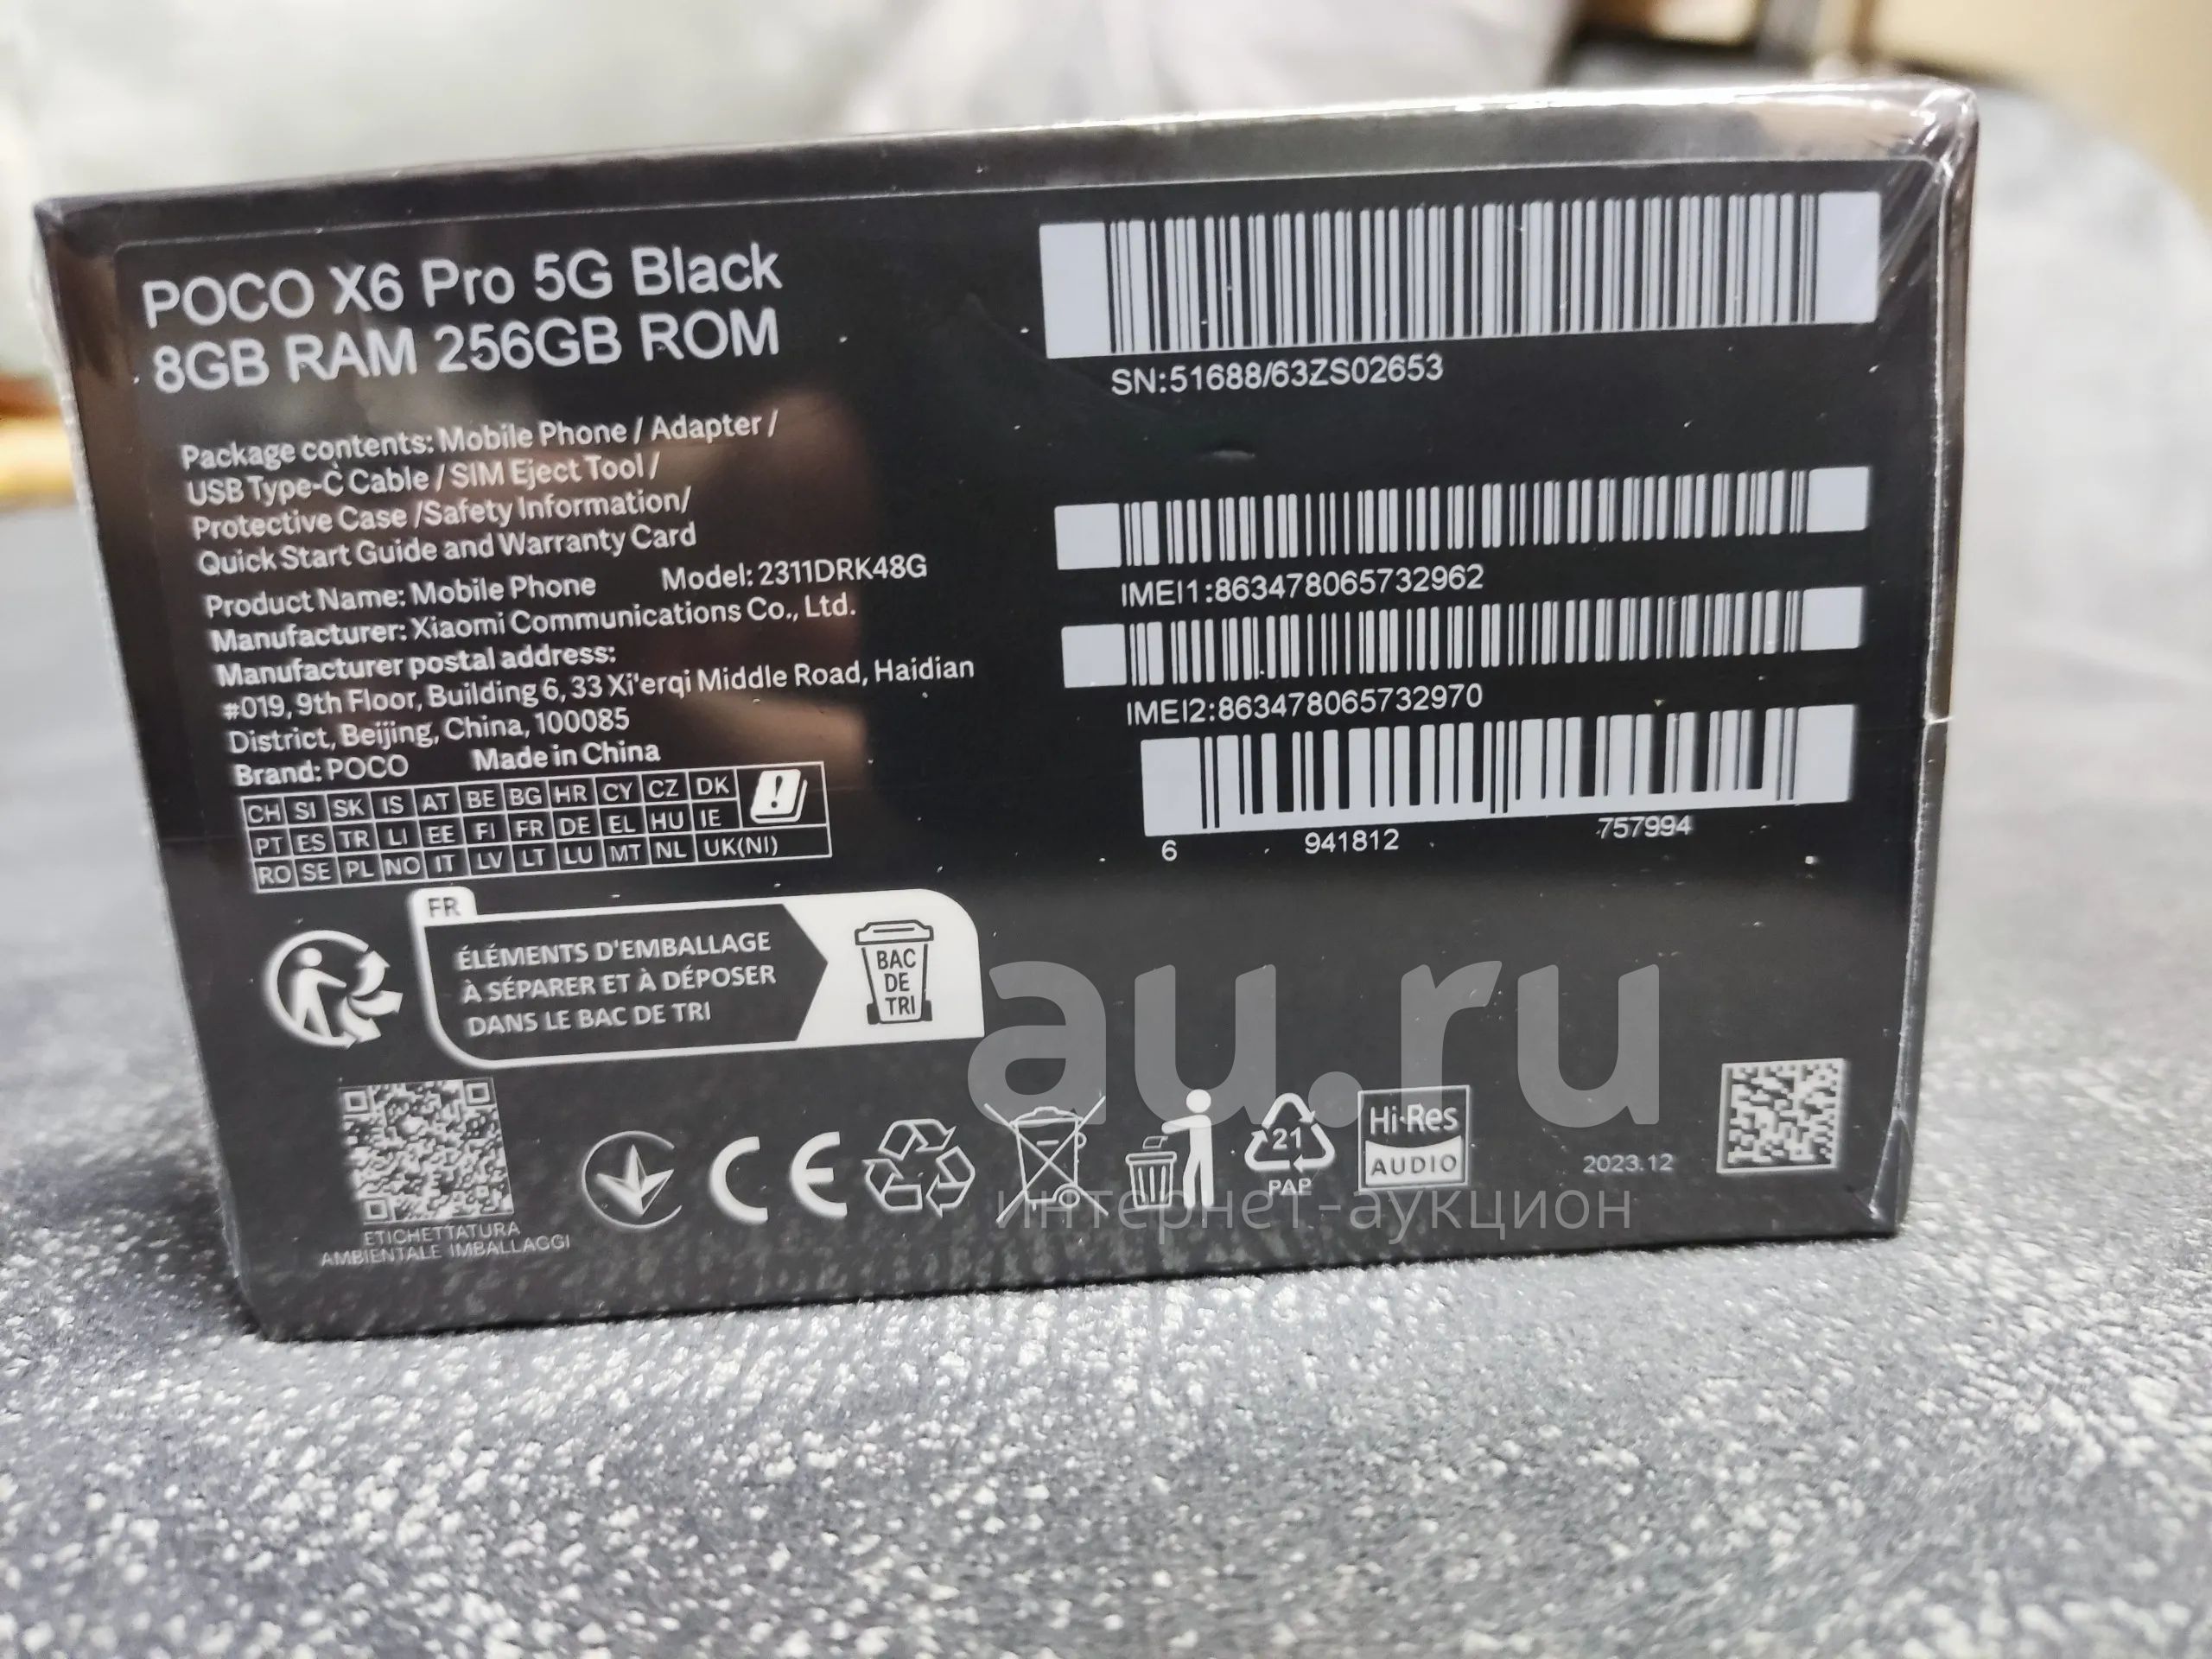 POCO X6 Pro 5G Black
8GB RAM 256GB ROM
Package contents: Mobile Phone / Adapter /
USB Type-C Cable / SIM Eject Tool /
Protective Case /Safety Information/
Quick Start Guide and Warranty Card
Product Name: Mobile Phone Model: 2311DRK48G
Manufacturer: Xiaomi Communications Co., Ltd.
Manufacturer postal address:
#019, 9th Floor, Building 6, 33 Xi'erqi Middle Road, Haidian
District, Beijing, China, 100085
Brand: POCO Made in China
CH SI SK IS AT BE BG HR CY CZ DK
PT ES TR LI EE FI FR DE EL HU IE
RO SE PL NO IT LV LT LU MT NL UK(NI)
SN:51688/63ZS02653
IMEI1:863478065732962
IMEI2:863478065732970
6 941812 757994
FR
ÉLÉMENTS D'EMBALLAGE
À SÉPARER ET À DÉPOSER
DANS LE BAC DE TRI
BAC
DE
TRI
ETICHETTATURA
AMBIENTALE IMBALLAGGI
CE
21
PAP
Hi-Res
AUDIO
2023.12
au.ru
интернет-аукцион